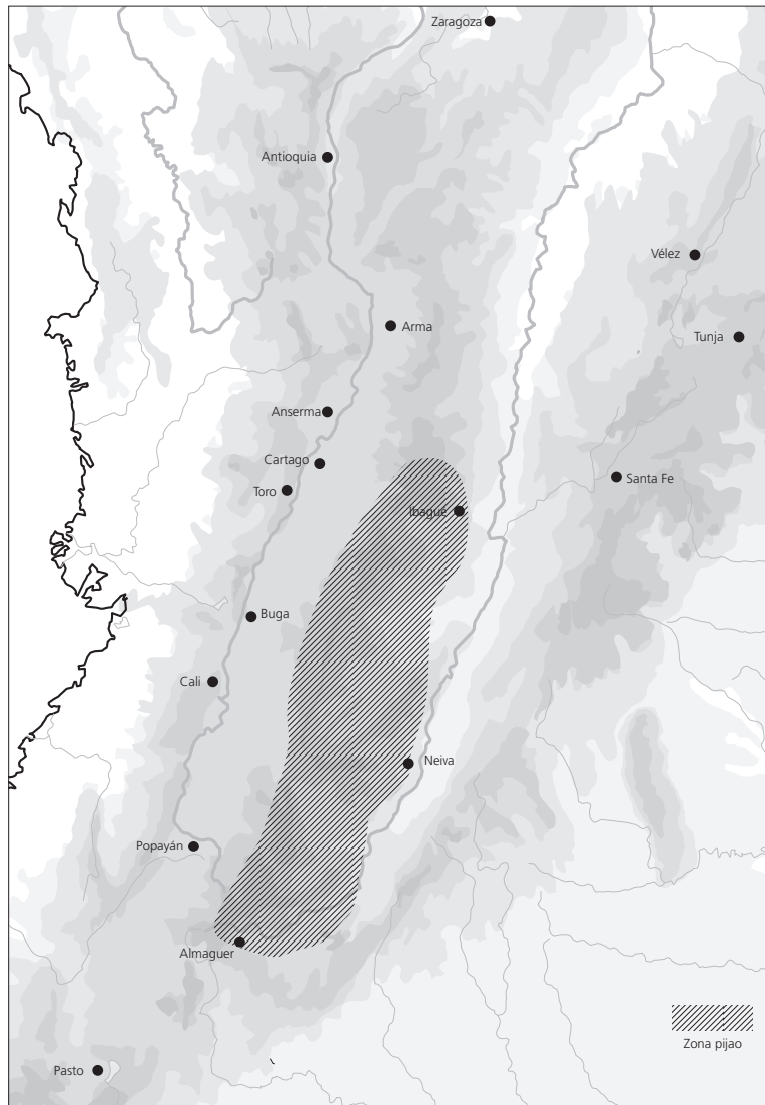 Zaragoza
Antioquia
Vélez
Arma
Tunja
Anserma
Cartago
Santa Fe
Toro
Ibagué
Buga
Cali
Neiva
Popayán
Almaguer
Zona pijao
Pasto